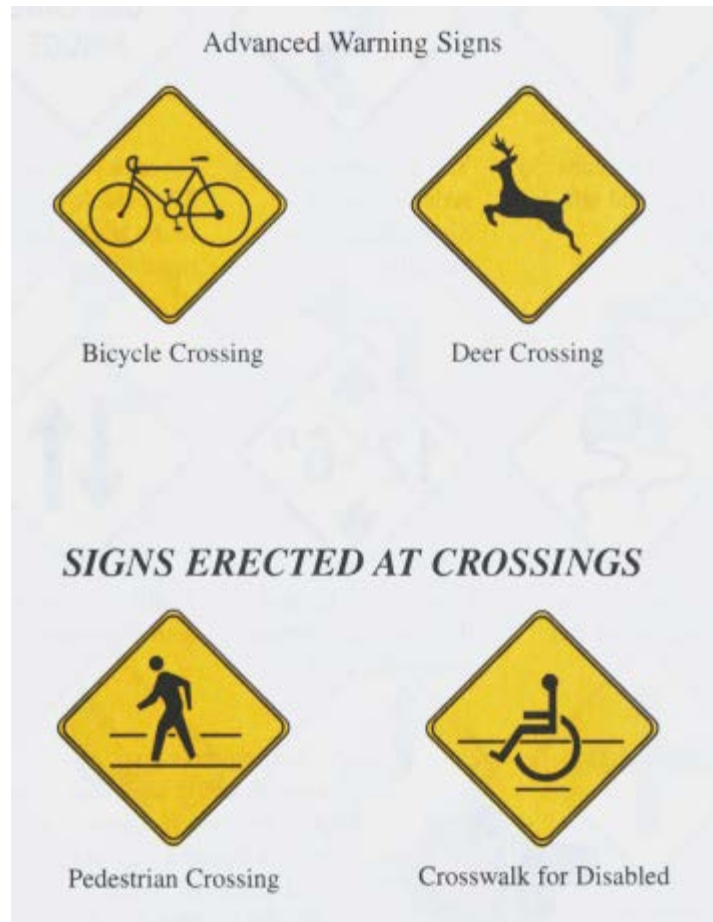 Advanced Warning Signs
Bicycle Crossing
Deer Crossing
SIGNS ERECTED AT CROSSINGS
Pedestrian Crossing
Crosswalk for Disabled